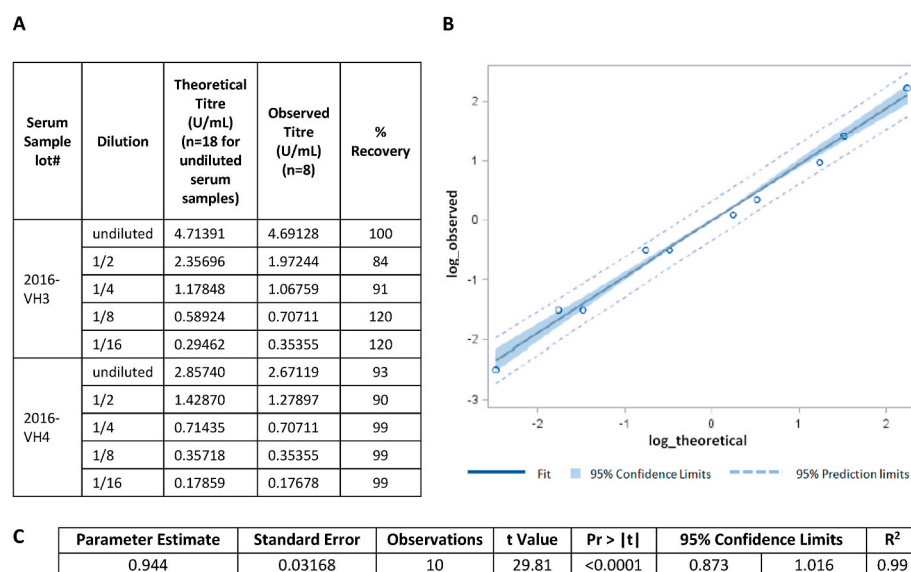 A
Serum Sample lot# Dilution Theoretical Titre (U/mL) (n=18 for undiluted serum samples) Observed Titre (U/mL) (n=8) % Recovery
2016-VH3 undiluted 4.71391 4.69128 100
1/2 2.35696 1.97244 84
1/4 1.17848 1.06759 91
1/8 0.58924 0.70711 120
1/16 0.29462 0.35355 120
2016-VH4 undiluted 2.85740 2.67119 93
1/2 1.42870 1.27897 90
1/4 0.71435 0.70711 99
1/8 0.35718 0.35355 99
1/16 0.17859 0.17678 99
B
log_observed
2
1
0
-1
-2
-3
-2 -1 0 1 2
log_theoretical
Fit 95% Confidence Limits 95% Prediction limits
C
Parameter Estimate Standard Error Observations t Value Pr > |t| 95% Confidence Limits R²
0.944 0.03168 10 29.81 <0.0001 0.873 1.016 0.99